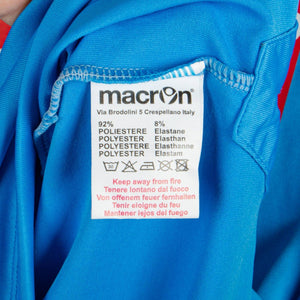 macron
Via Brodolini 5 Crespellano Italy
92% 8%
POLIESTERE Elastane
POLYESTER Elasthan
POLYESTER Elasthanne
POLYESTER Elastam
Keep away from fire
Tenere lontano dal fuoco
Von offenem feuer fernhalten
Tenir eloigne du feu
Mantener lejos del fuego